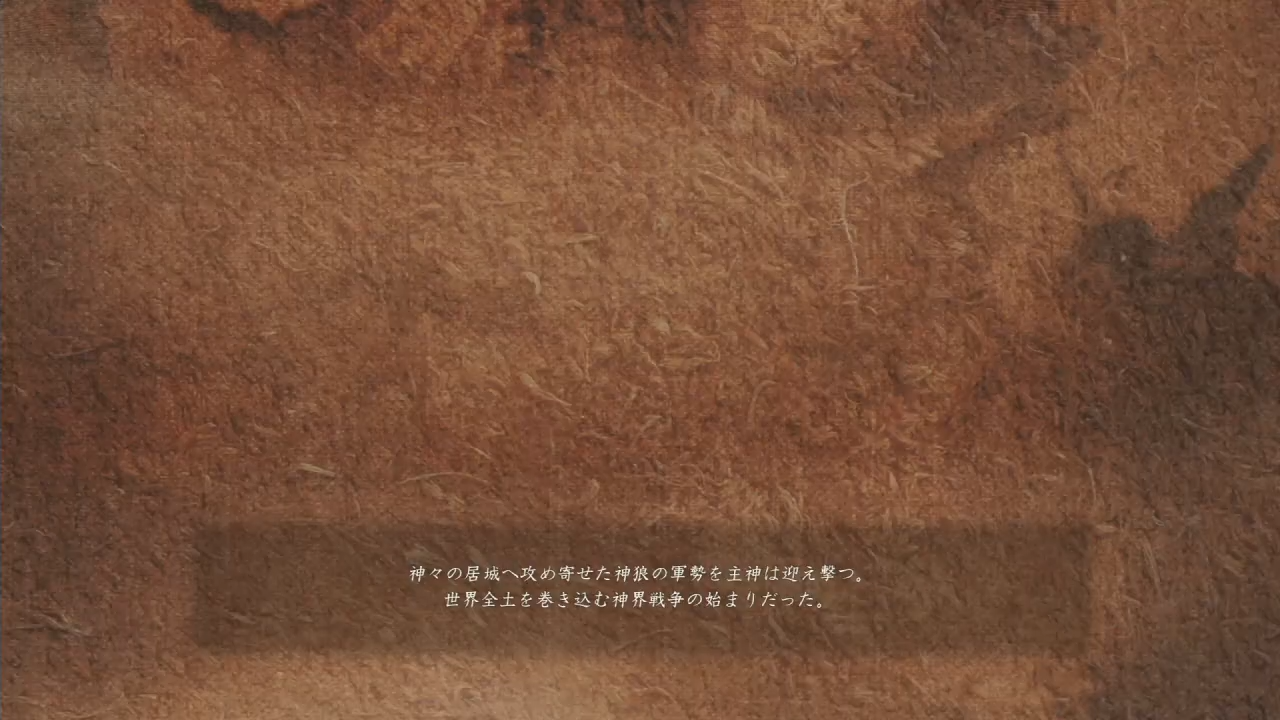 神々の居城へ攻め寄せた神狼の軍勢を主神は迎え撃つ。
世界全土を巻き込む神界戦争の始まりだった。